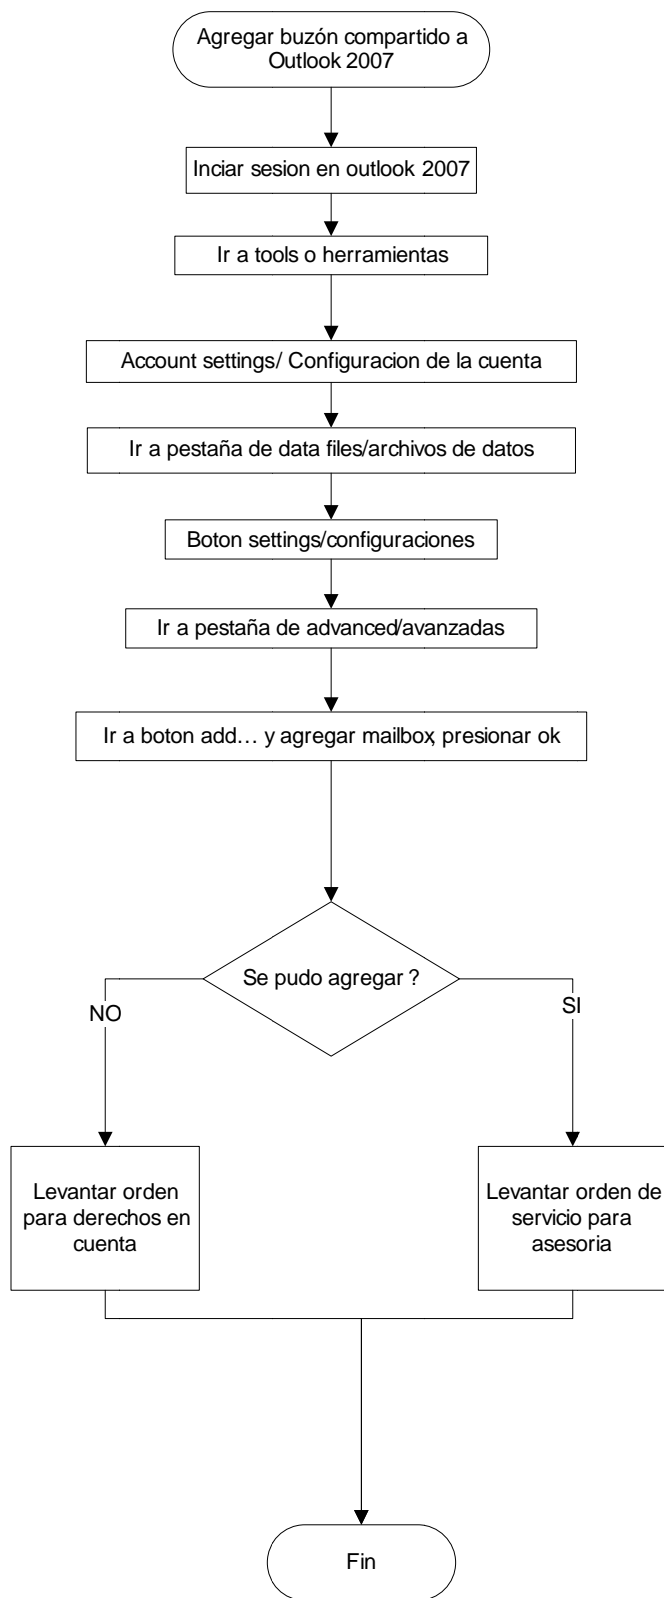 Agregar buzón compartido a
Outlook 2007
Inciar sesion en outlook 2007
Ir a tools o herramientas
Account settings/ Configuracion de la cuenta
Ir a pestaña de data files/archivos de datos
Boton settings/configuraciones
Ir a pestaña de advanced/avanzadas
Ir a boton add… y agregar mailbox, presionar ok
Se pudo agregar ?
NO
SI
Levantar orden
para derechos en
cuenta
Levantar orden de
servicio para
asesoria
Fin